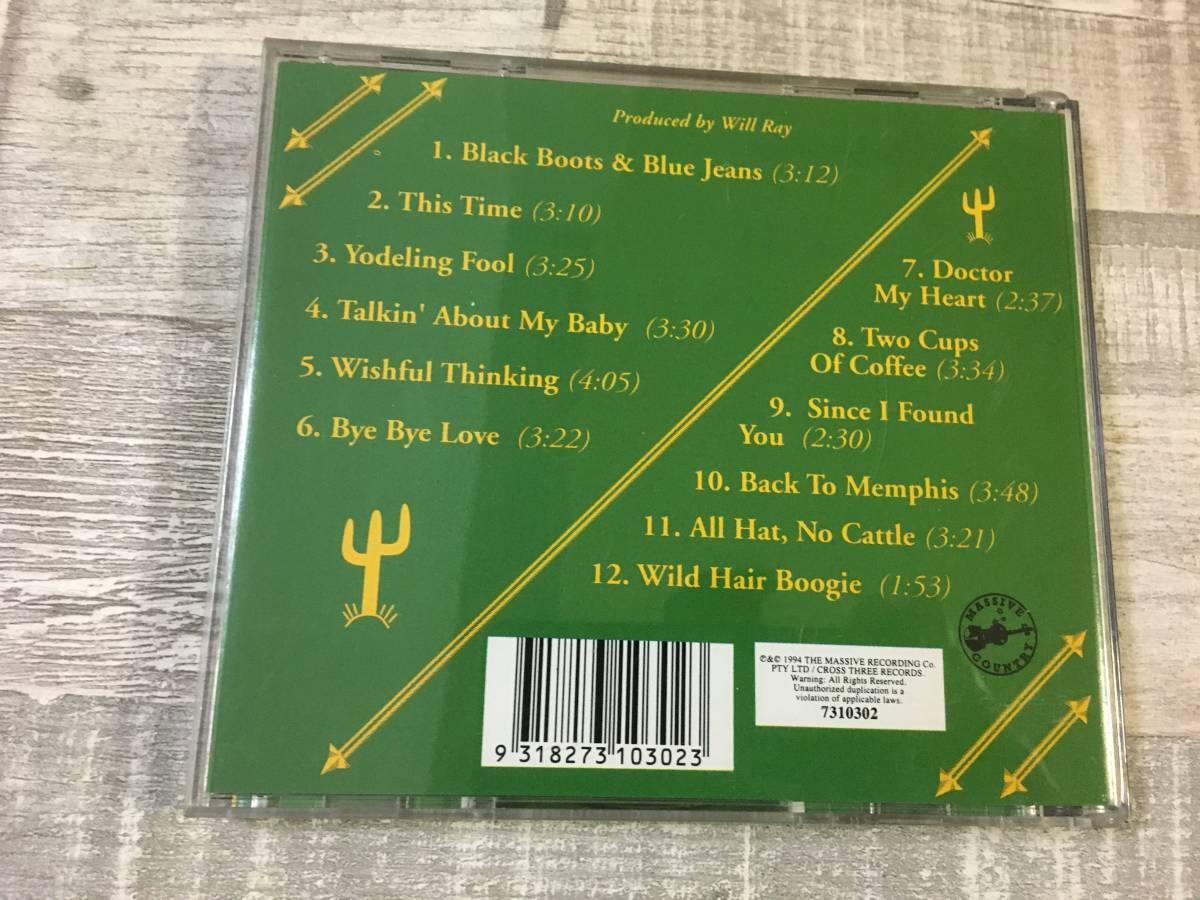 Produced by Will Ray
1. Black Boots & Blue Jeans (3:12)
2. This Time (3:10)
3. Yodeling Fool (3:25)
4. Talkin' About My Baby (3:30)
5. Wishful Thinking (4:05)
6. Bye Bye Love (3:22)
7. Doctor
My Heart (2:37)
8. Two Cups
Of Coffee (3:34)
9. Since I Found
You (2:30)
10. Back To Memphis (3:48)
11. All Hat, No Cattle (3:21)
12. Wild Hair Boogie (1:53)
MASSIVE
COUNTRY
9 318273 103023
℗&© 1994 THE MASSIVE RECORDING Co.
PTY LTD / CROSS THREE RECORDS
Warning: All Rights Reserved.
Unauthorized duplication is a
violation of applicable laws.
7310302